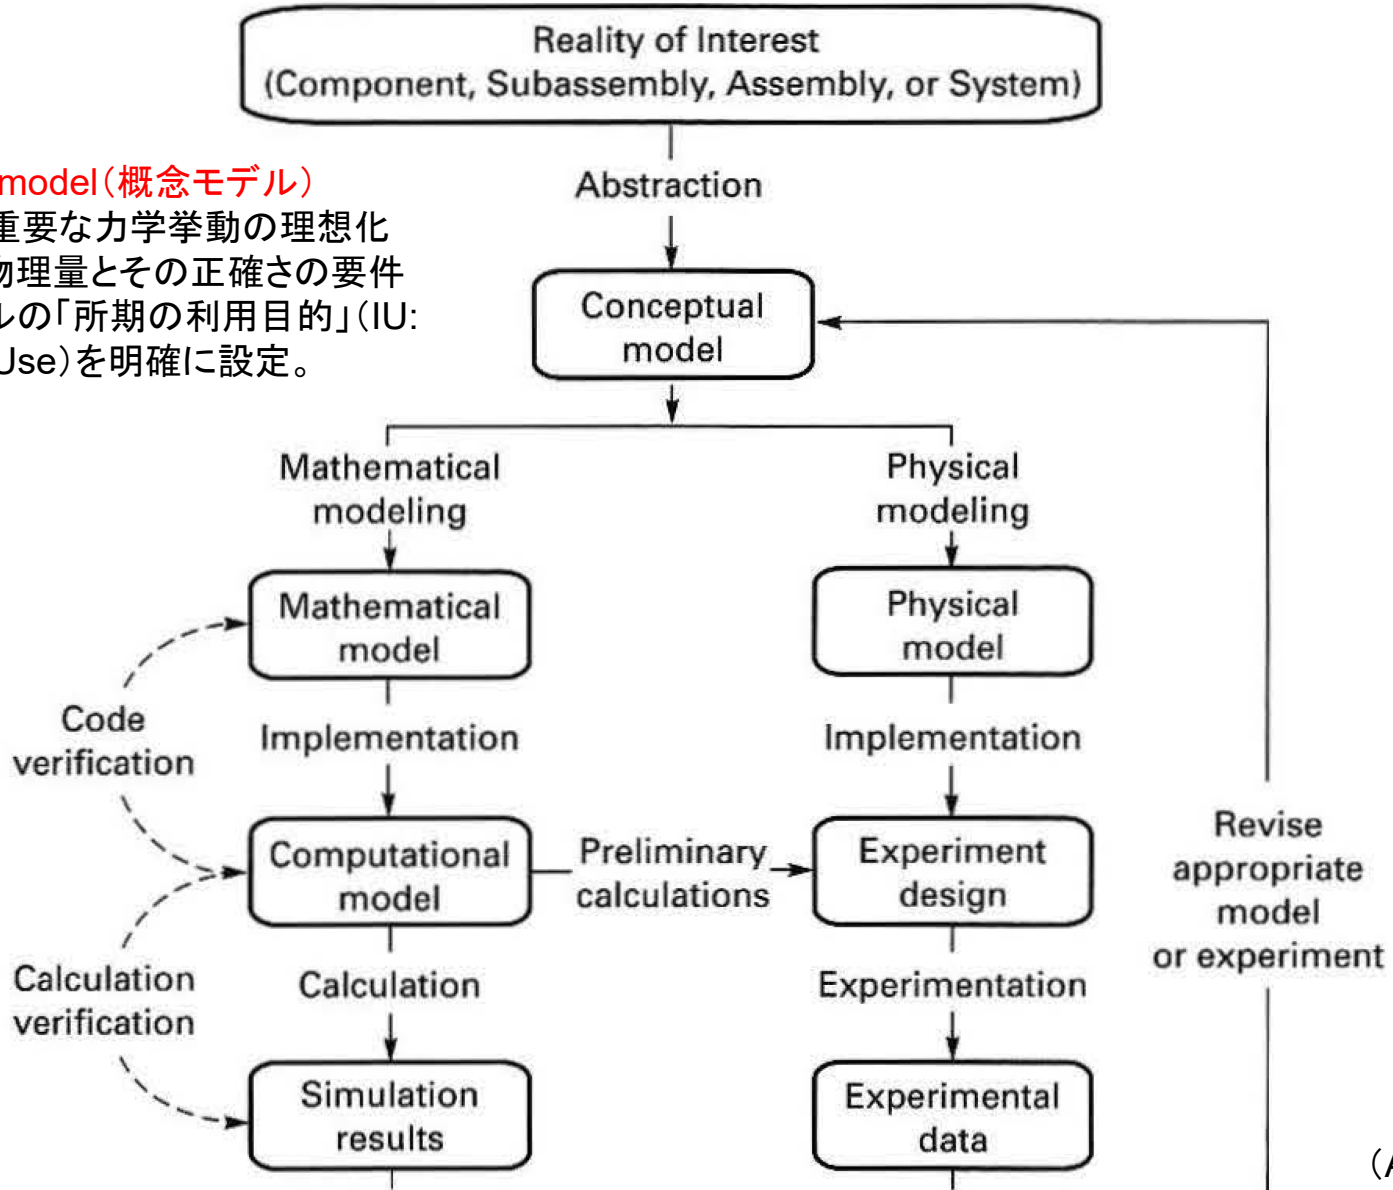 Reality of Interest
(Component, Subassembly, Assembly, or System)
model（概念モデル）
重要な力学挙動の理想化
物理量とその正確さの要件
ルの「所期の利用目的」（IU:
Use）を明確に設定。
Abstraction
Conceptual
model
Mathematical
modeling
Physical
modeling
Mathematical
model
Physical
model
Code
verification
Implementation
Implementation
Computational
model
Preliminary
calculations
Experiment
design
Revise
appropriate
model
or experiment
Calculation
verification
Calculation
Experimentation
Simulation
results
Experimental
data
（A